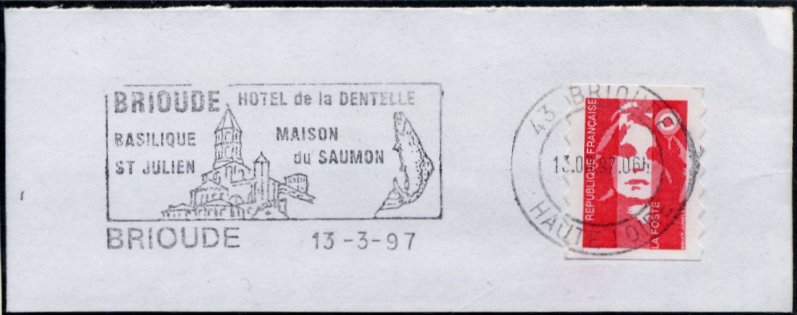 BRIOUDE HOTEL de la DENTELLE
BASILIQUE
ST JULIEN
MAISON
du SAUMON
BRIOUDE 13-3-97
43 BRIOU
HAUTE
RÉPUBLIQUE FRANÇAISE
LA POSTE